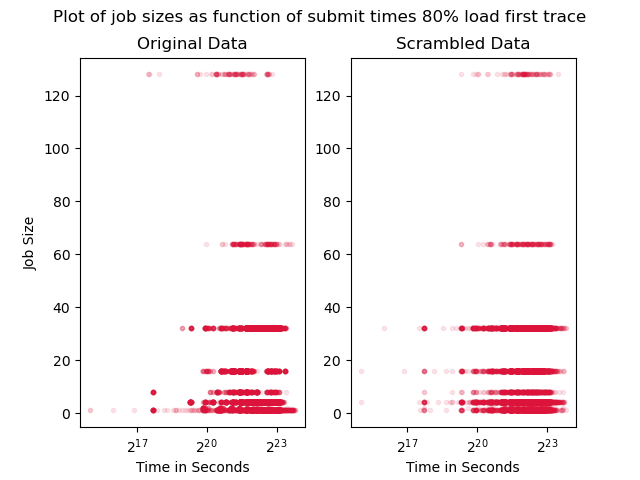 Plot of job sizes as function of submit times 80% load first trace
Original Data
Scrambled Data
Job Size
120
100
80
60
40
20
0
2^17 2^20 2^23
Time in Seconds
120
100
80
60
40
20
0
2^17 2^20 2^23
Time in Seconds